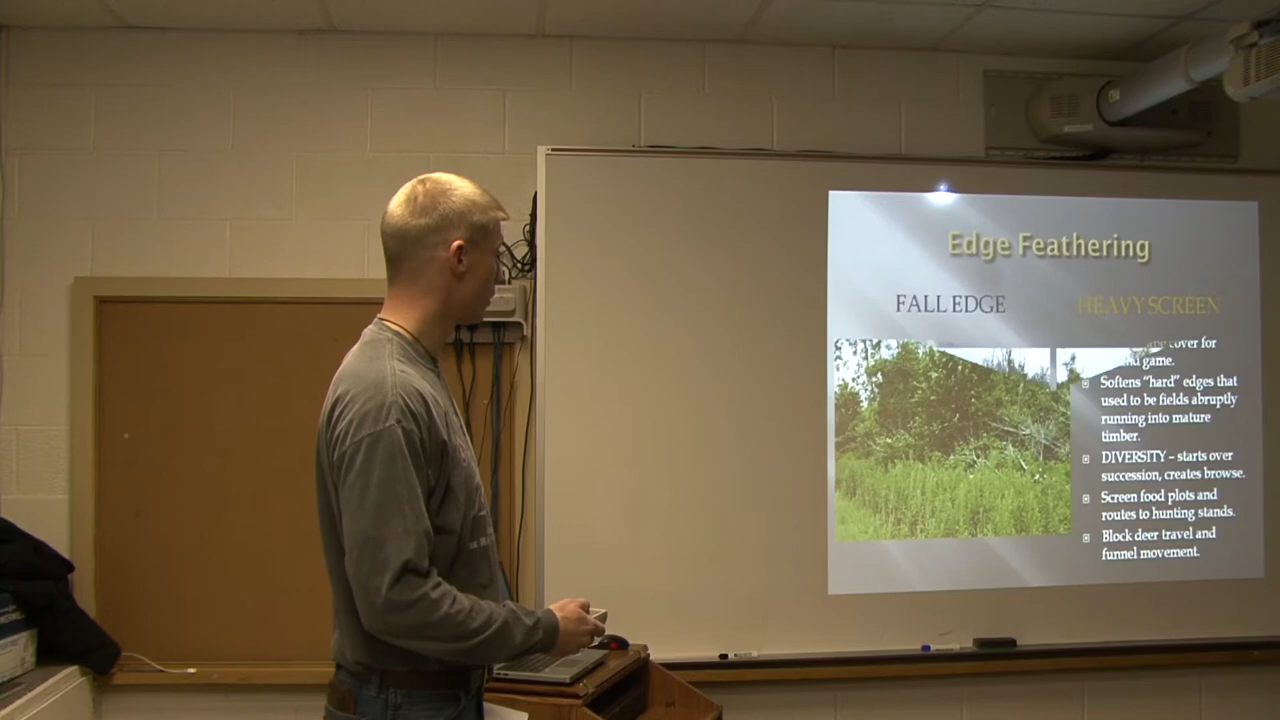 Edge Feathering
FALL EDGE
HEAVY SCREEN
cover for
game.
Softens “hard” edges that
used to be fields abruptly
running into mature
timber.
DIVERSITY – starts over
succession, creates browse.
Screen food plots and
routes to hunting stands.
Block deer travel and
funnel movement.